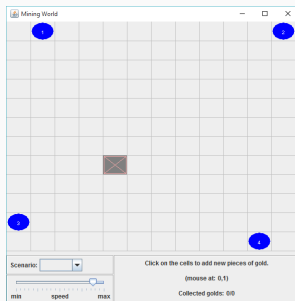 Mining World
1
2
3
4
Scenario:
min speed max
Click on the cells to add new pieces of gold.
(mouse at: 0,1)
Collected golds: 0/0